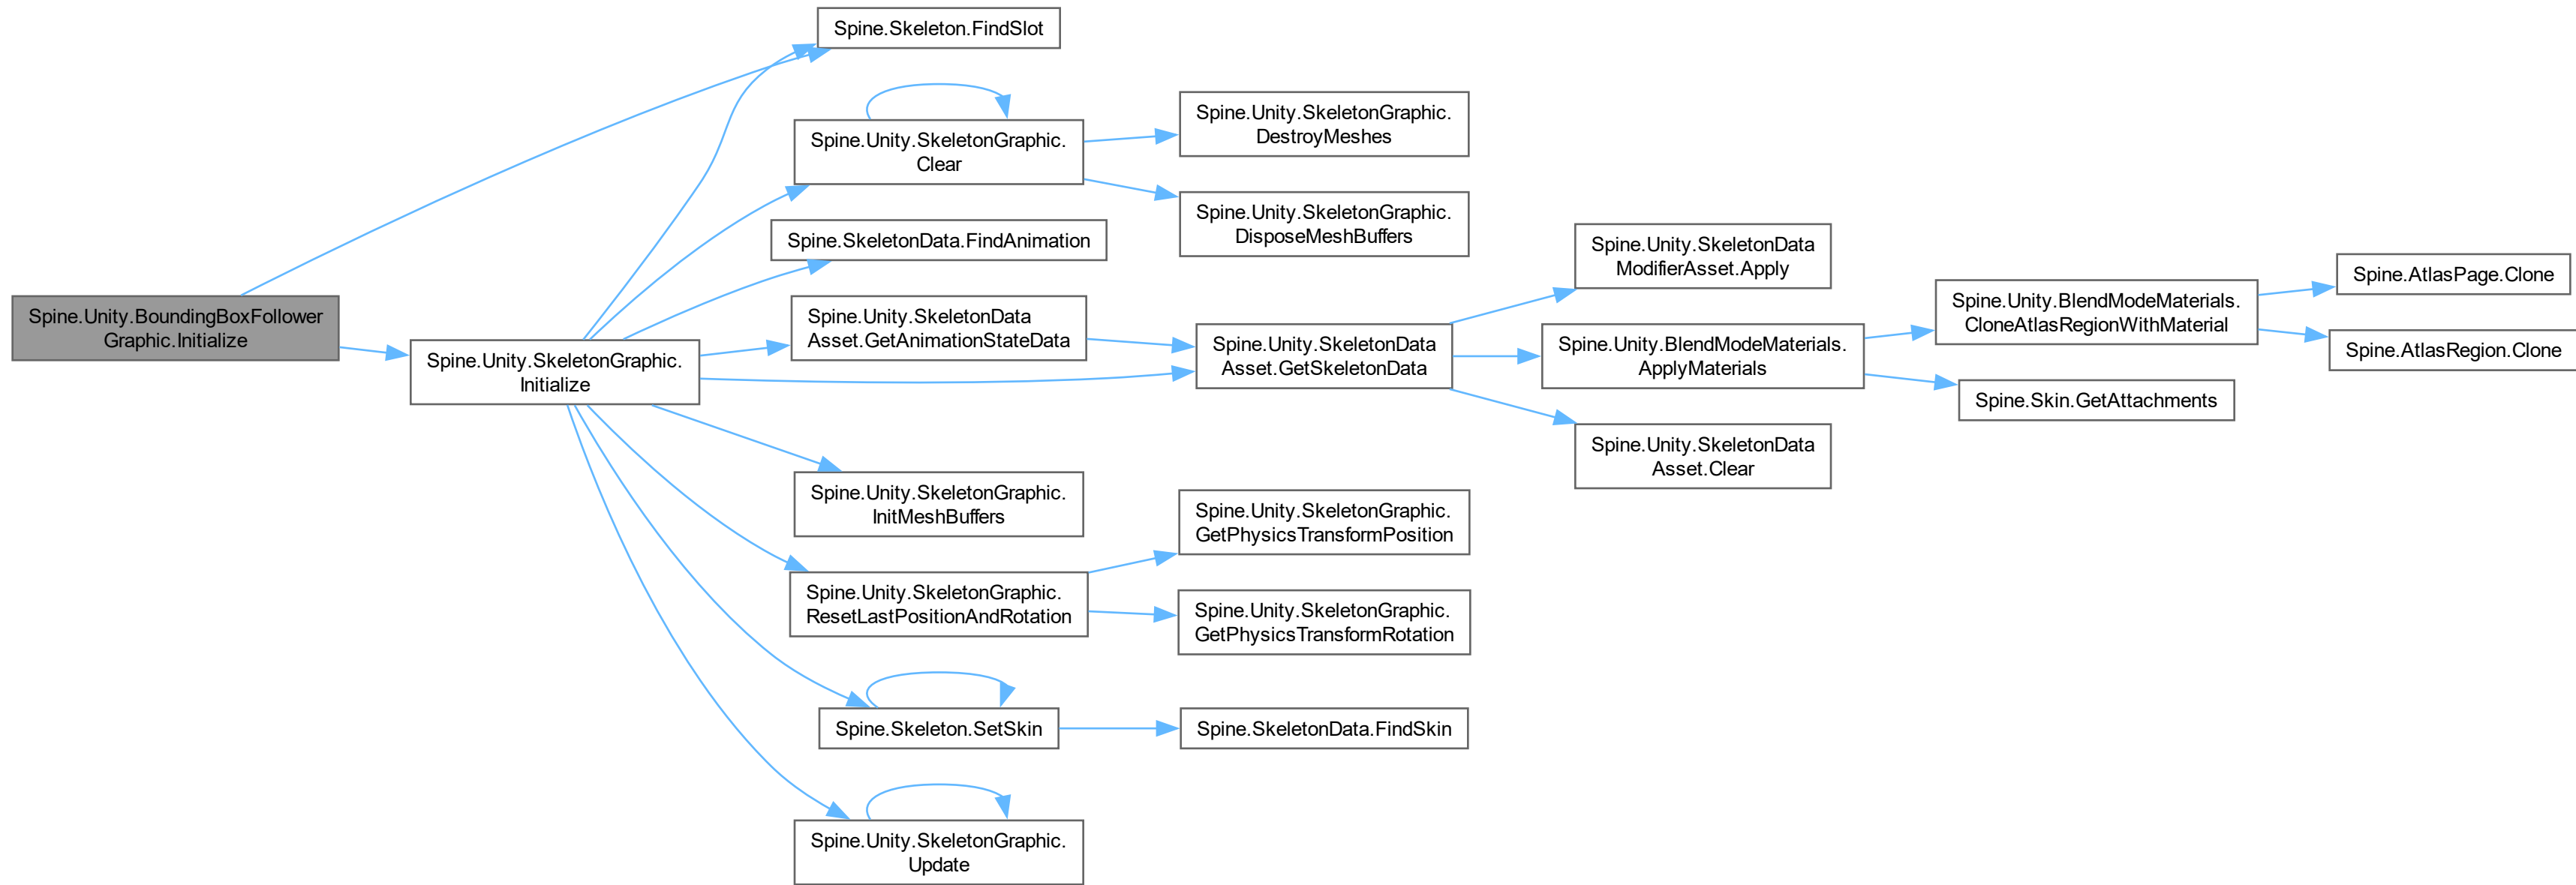 Spine.Skeleton.FindSlot
Spine.Unity.SkeletonGraphic.
Clear
Spine.Unity.SkeletonGraphic.
DestroyMeshes
Spine.Unity.SkeletonGraphic.
DisposeMeshBuffers
Spine.SkeletonData.FindAnimation
Spine.Unity.BoundingBoxFollower
Graphic.Initialize
Spine.Unity.SkeletonGraphic.
Initialize
Spine.Unity.SkeletonData
Asset.GetAnimationStateData
Spine.Unity.SkeletonData
Asset.GetSkeletonData
Spine.Unity.SkeletonData
ModifierAsset.Apply
Spine.Unity.BlendModeMaterials.
ApplyMaterials
Spine.Unity.SkeletonData
Asset.Clear
Spine.Unity.BlendModeMaterials.
CloneAtlasRegionWithMaterial
Spine.Skin.GetAttachments
Spine.AtlasPage.Clone
Spine.AtlasRegion.Clone
Spine.Unity.SkeletonGraphic.
InitMeshBuffers
Spine.Unity.SkeletonGraphic.
ResetLastPositionAndRotation
Spine.Unity.SkeletonGraphic.
GetPhysicsTransformPosition
Spine.Unity.SkeletonGraphic.
GetPhysicsTransformRotation
Spine.Skeleton.SetSkin
Spine.SkeletonData.FindSkin
Spine.Unity.SkeletonGraphic.
Update